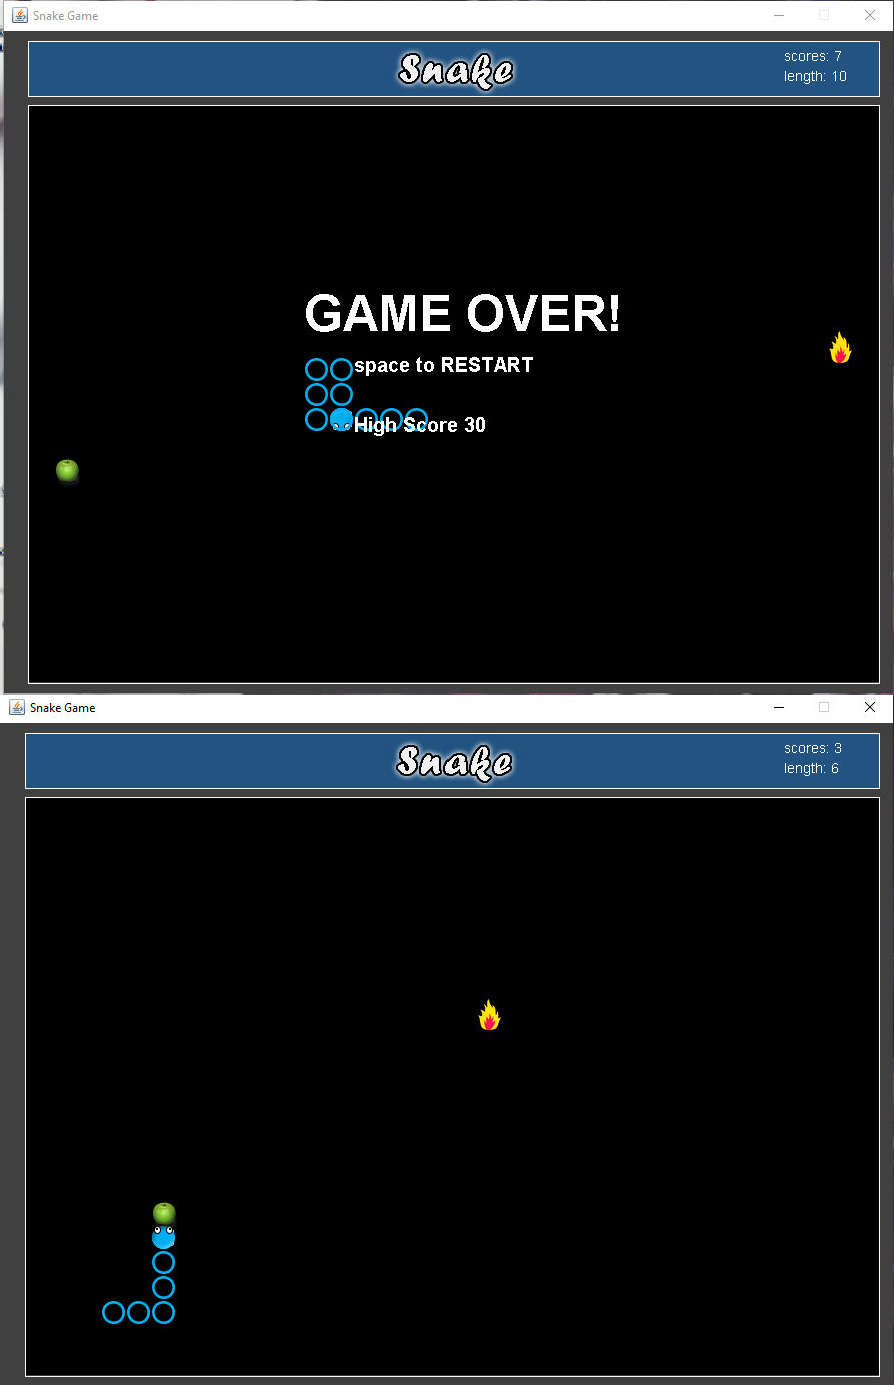 Snake Game
Snake
scores: 7
length: 10
GAME OVER!
space to RESTART
High Score 30
Snake Game
Snake
scores: 3
length: 6